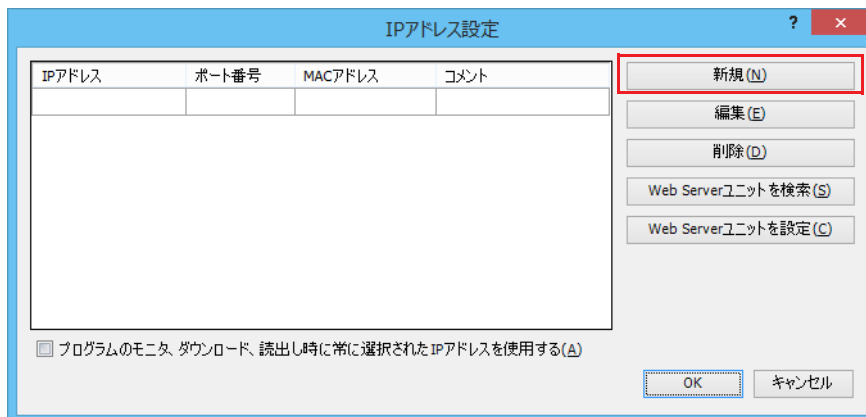 IPアドレス設定
?
×
IPアドレス ポート番号 MACアドレス コメント
新規(N)
編集(E)
削除(D)
Web Serverユニットを検索(S)
Web Serverユニットを設定(C)
プログラムのモニタ、ダウンロード、読出し時に常に選択されたIPアドレスを使用する(A)
OK キャンセル